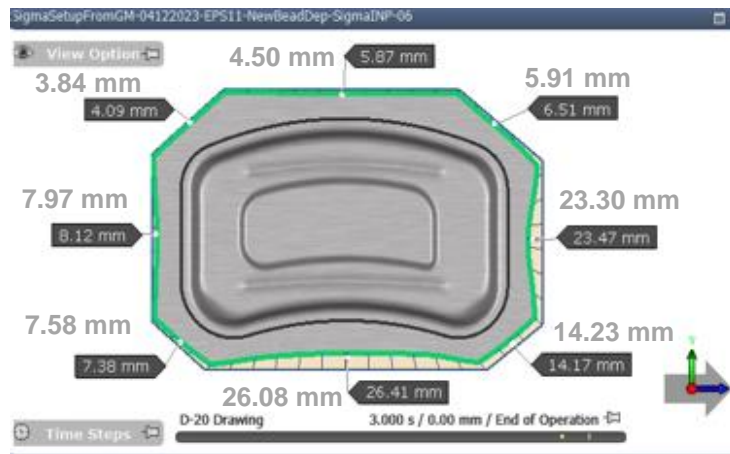 SigmaSetupFromGM-04122023-EPS11-NewBeadDep-SigmaINP-06
View Option
4.50 mm
5.87 mm
3.84 mm
4.09 mm
5.91 mm
6.51 mm
7.97 mm
8.12 mm
23.30 mm
23.47 mm
7.58 mm
7.38 mm
14.23 mm
14.17 mm
26.08 mm
26.41 mm
D-20 Drawing
3.000 s / 0.00 mm / End of Operation
Time Steps